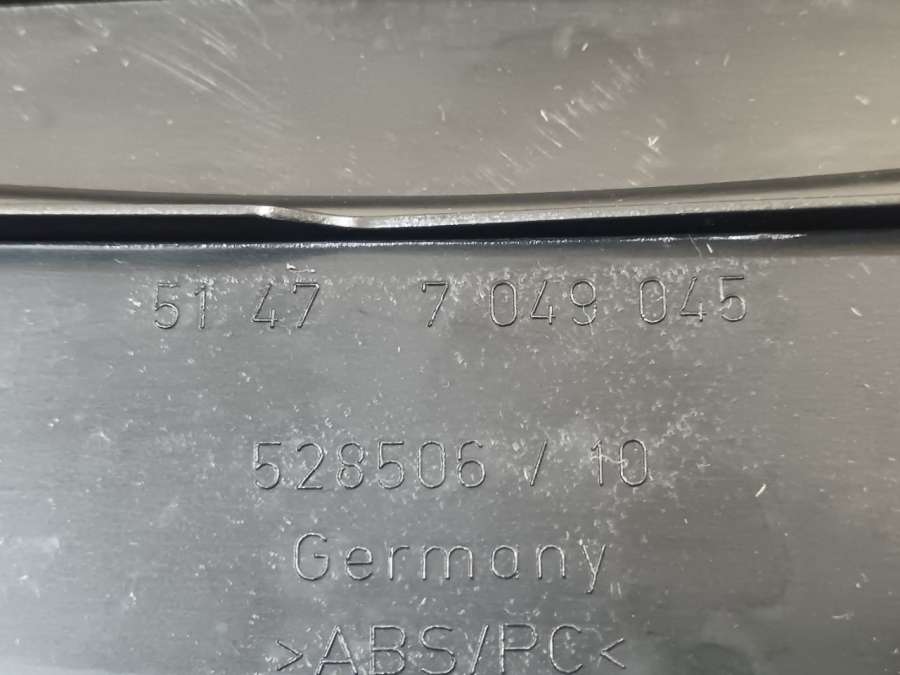 51 47 7 049 045
528506 / 10
Germany
>ABS/PC<